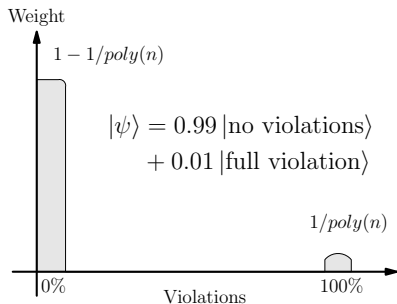 Weight
1 − 1/poly(n)
|ψ⟩ = 0.99 |no violations⟩
+ 0.01 |full violation⟩
1/poly(n)
0% 100%
Violations